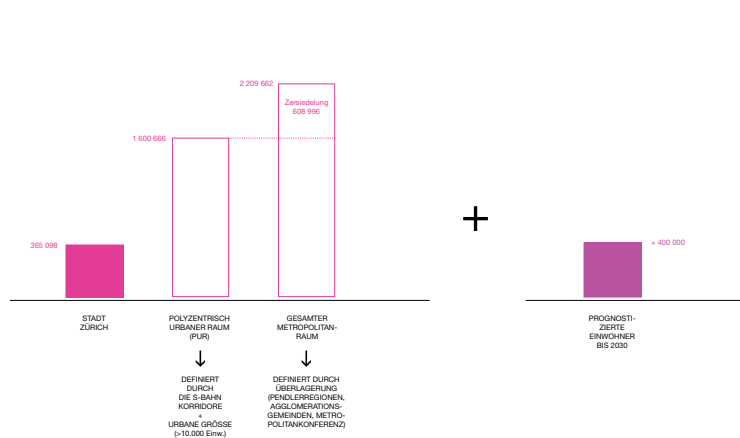 2 209 662
Zersiedelung
608 996
1 600 666
365 098
+
+ 400 000
STADT
ZÜRICH
POLYZENTRISCH
URBANER RAUM
(PUR)
GESAMTER
METROPOLITAN-
RAUM
PROGNOSTI-
ZIERTE
EINWOHNER
BIS 2030
DEFINIERT
DURCH
DIE S-BAHN
KORRIDORE
+
URBANE GRÖSSE
(>10.000 Einw.)
DEFINIERT DURCH
ÜBERLAGERUNG
(PENDLERREGIONEN,
AGGLOMERATIONS-
GEMEINDEN, METRO-
POLITANKONFERENZ)